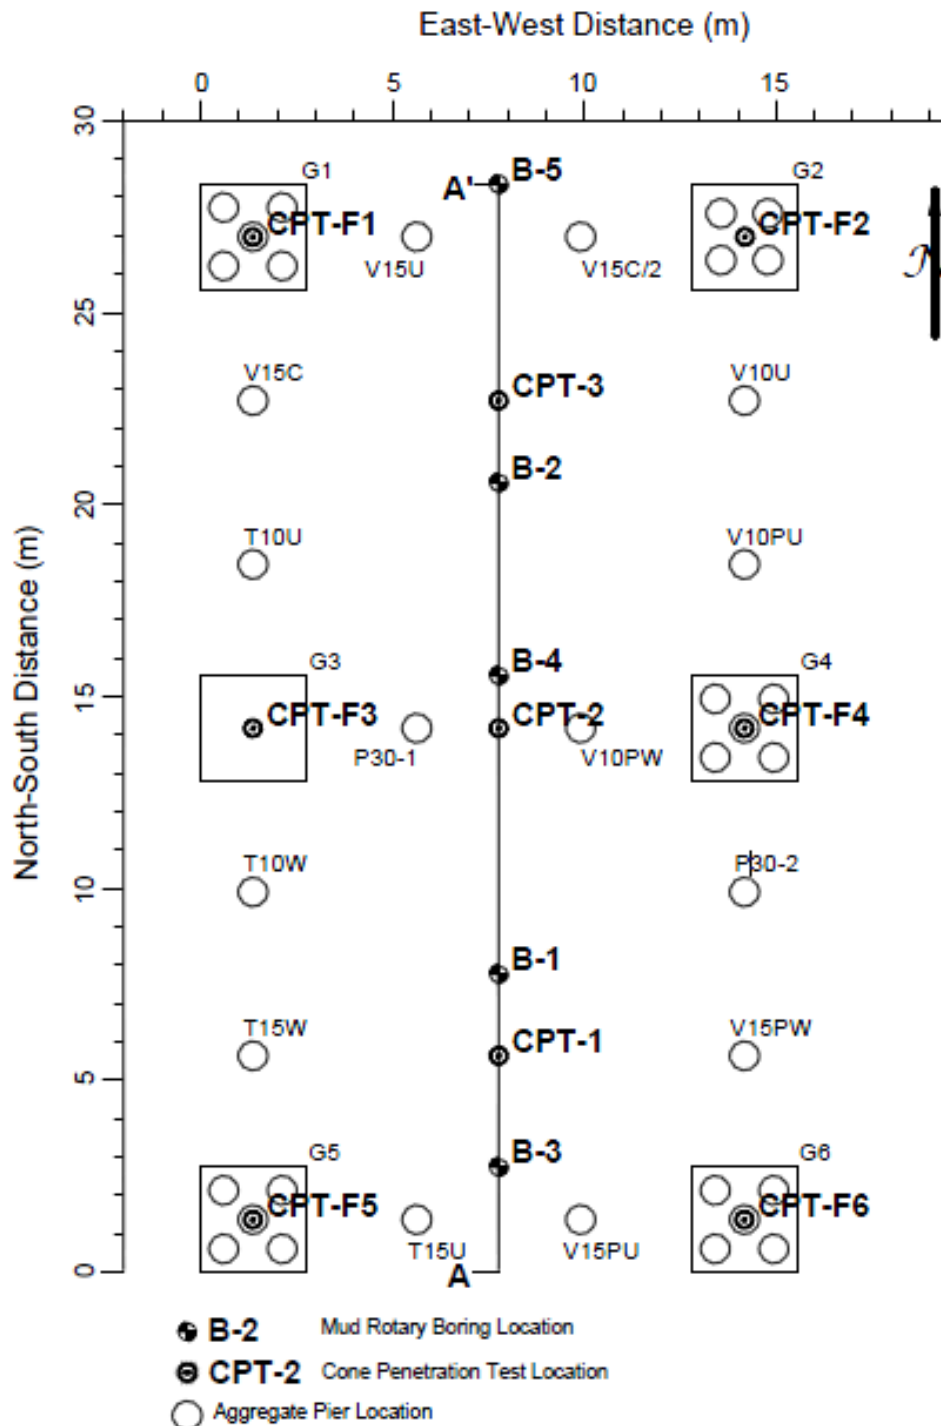 East-West Distance (m)
0 5 10 15
30
G1
B-5
G2
A'
CPT-F1
CPT-F2
V15U
V15C/2
N
25
V15C
CPT-3
V10U
B-2
20
T10U
V10PU
North-South Distance (m)
G3
B-4
G4
15
CPT-F3
CPT-2
CPT-F4
P30-1
V10PW
10
T10W
P30-2
B-1
T15W
CPT-1
V15PW
5
G5
B-3
G6
CPT-F5
CPT-F6
T15U
V15PU
0
A
B-2 Mud Rotary Boring Location
CPT-2 Cone Penetration Test Location
Aggregate Pier Location